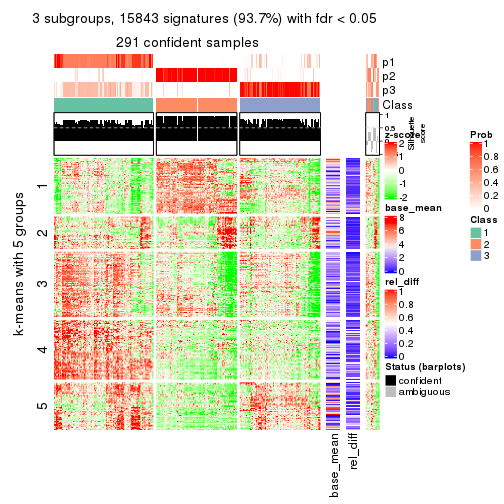 3 subgroups, 15843 signatures (93.7%) with fdr < 0.05
291 confident samples
p1
p2
p3
Class
1
0.5
0
Silhouette
score
k-means with 5 groups
1
2
3
4
5
base_mean
rel_diff
z-score
2
1
0
-1
-2
base_mean
8
6
4
2
0
rel_diff
1
0.8
0.6
0.4
0.2
0
Status (barplots)
confident
ambiguous
Prob
1
0.8
0.6
0.4
0.2
0
Class
1
2
3